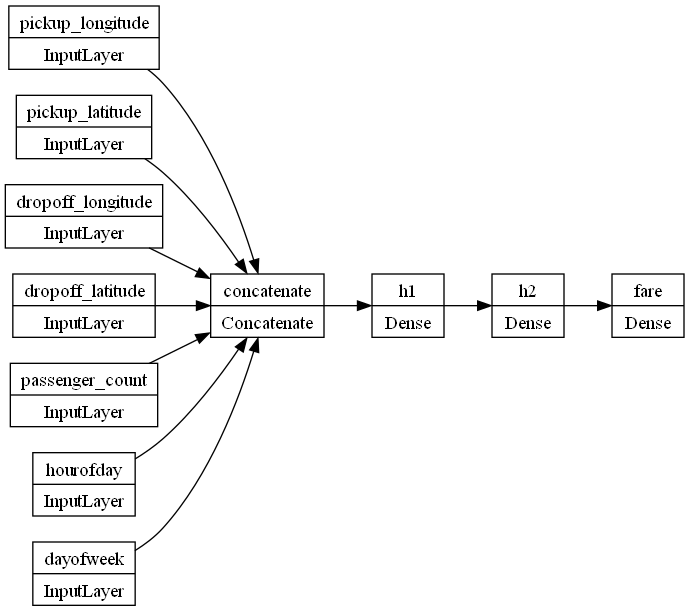 pickup_longitude
InputLayer
pickup_latitude
InputLayer
dropoff_longitude
InputLayer
dropoff_latitude
InputLayer
passenger_count
InputLayer
hourofday
InputLayer
dayofweek
InputLayer
concatenate
Concatenate
h1
Dense
h2
Dense
fare
Dense